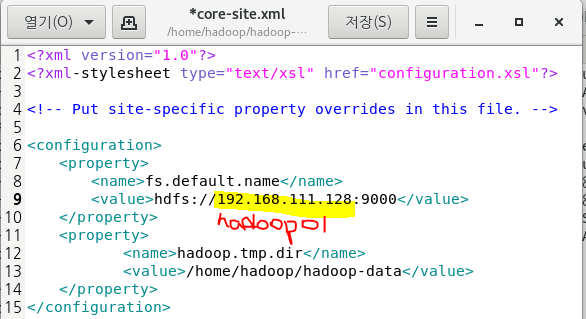 열기(O)
*core-site.xml
/home/hadoop/hadoop-…
저장(S)
1 <?xml version="1.0"?>
2 <?xml-stylesheet type="text/xsl" href="configuration.xsl"?>
3
4 <!-- Put site-specific property overrides in this file. -->
5
6 <configuration>
7 <property>
8 <name>fs.default.name</name>
9 <value>hdfs://192.168.111.128:9000</value>
hadoop01
10 </property>
11 <property>
12 <name>hadoop.tmp.dir</name>
13 <value>/home/hadoop/hadoop-data</value>
14 </property>
15 </configuration>